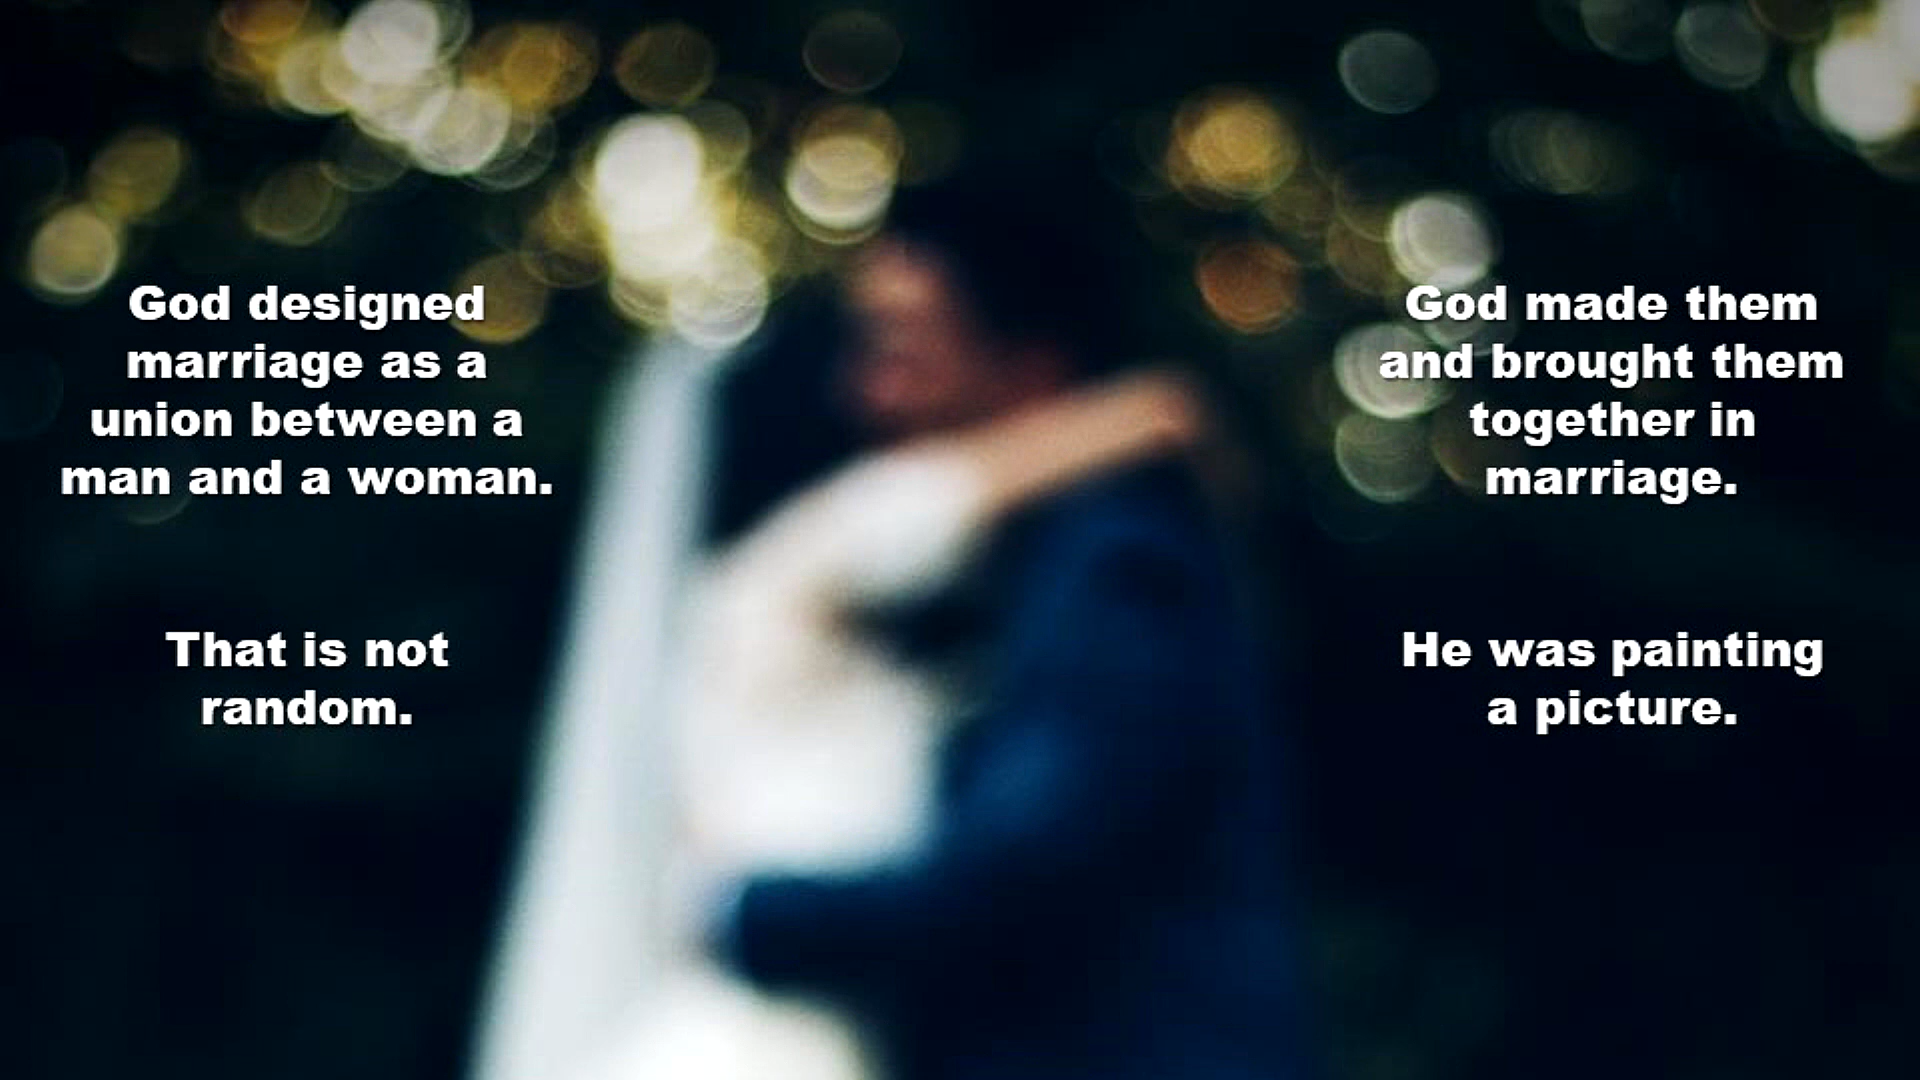 God designed
marriage as a
union between a
man and a woman.
That is not
random.
God made them
and brought them
together in
marriage.
He was painting
a picture.